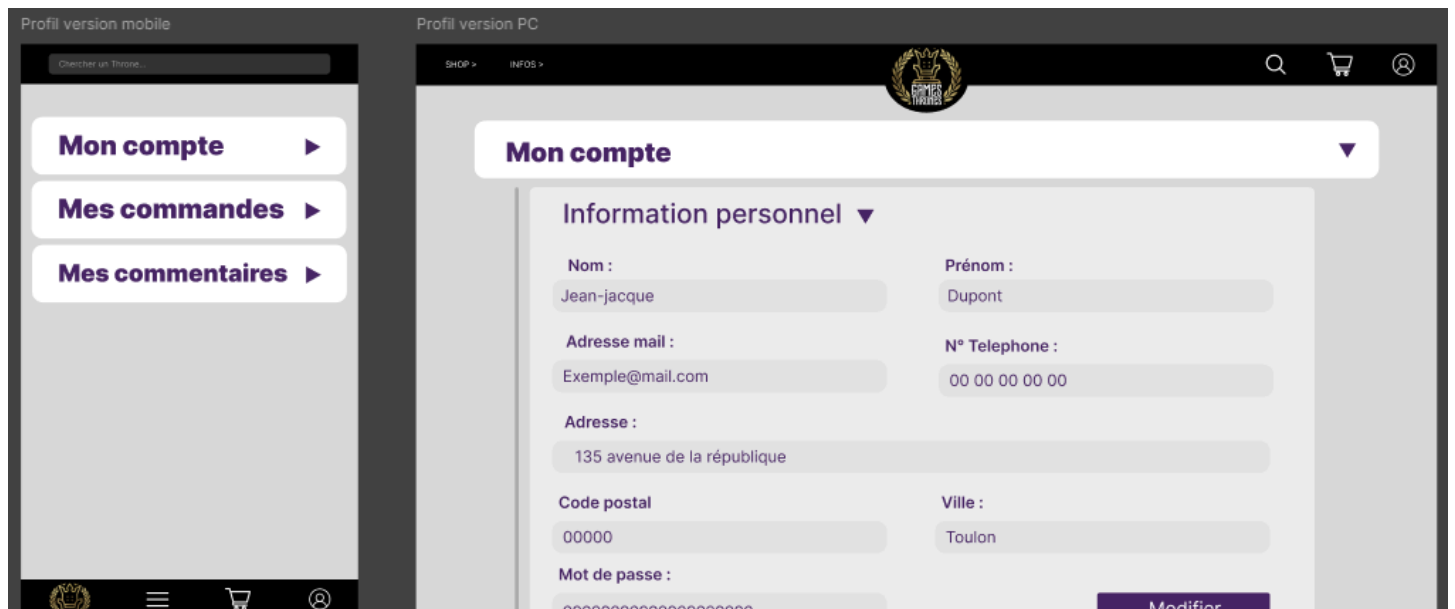 Profil version mobile
Chercher un Throne...
Mon compte
Mes commandes
Mes commentaires
Profil version PC
SHOP >
INFOS >
GAMES
THRONES
Mon compte
Information personnel
Nom :
Prénom :
Jean-jacque
Dupont
Adresse mail :
N° Telephone :
Exemple@mail.com
00 00 00 00 00
Adresse :
135 avenue de la république
Code postal
Ville :
00000
Toulon
Mot de passe :
Modifier